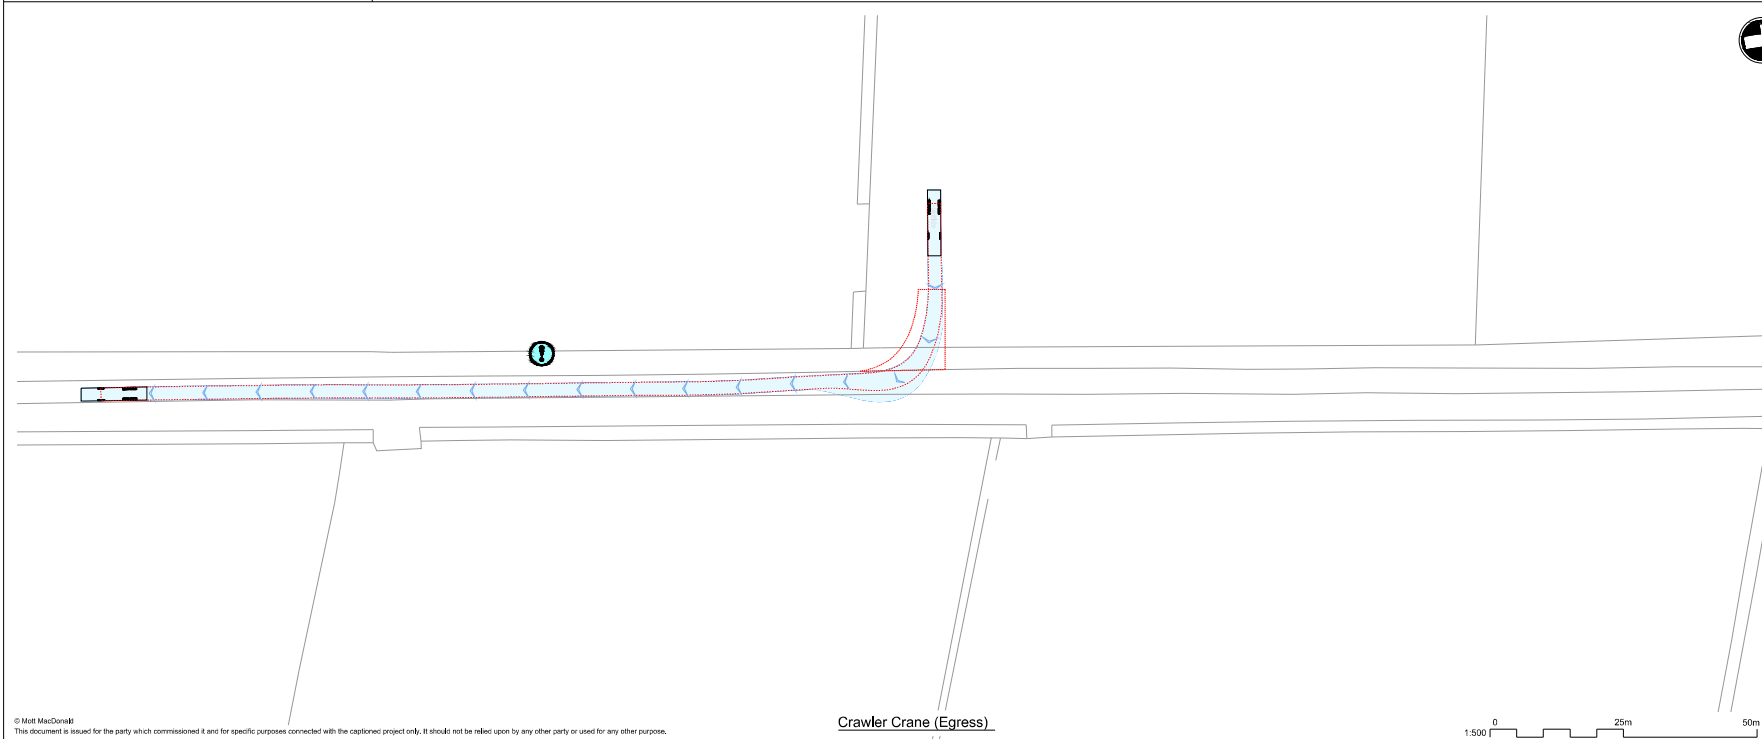 © Mott MacDonald
This document is issued for the party which commissioned it and for specific purposes connected with the captioned project only. It should not be relied upon by any other party or used for any other purpose.
Crawler Crane (Egress)
0 25m 50m
1:500